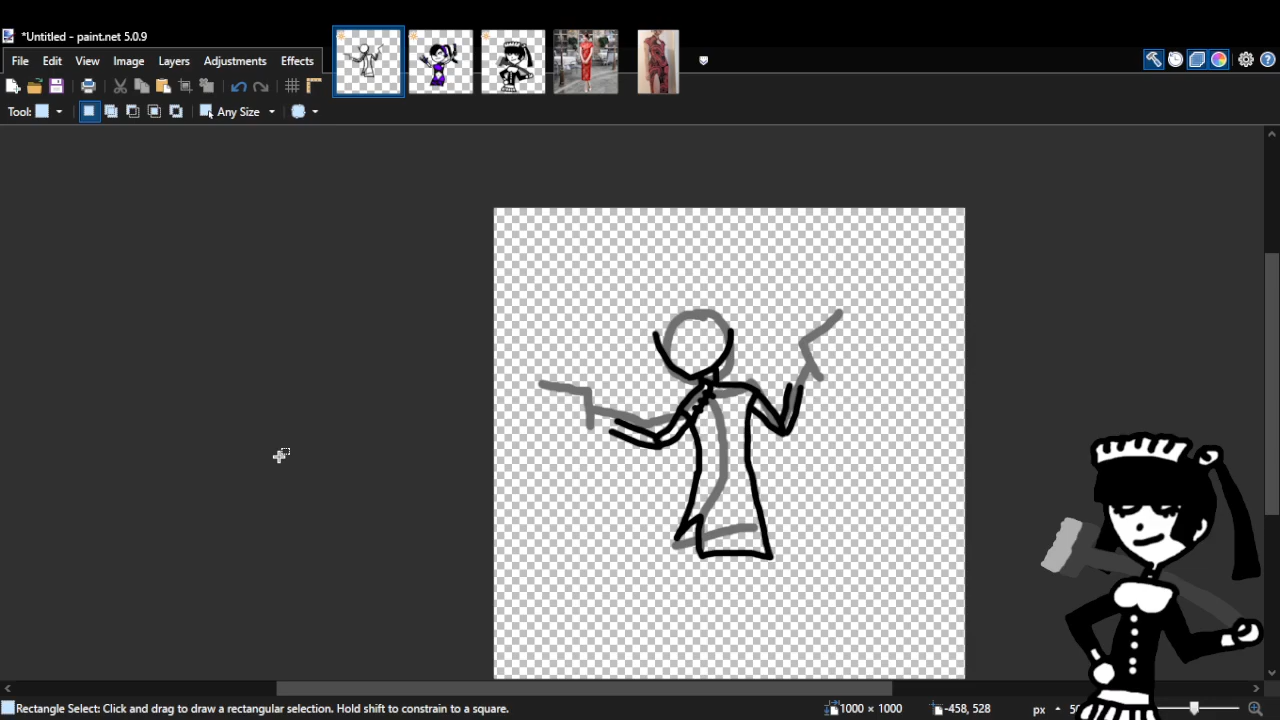 *Untitled - paint.net 5.0.9
File Edit View Image Layers Adjustments Effects
Tool: Any Size
Rectangle Select: Click and drag to draw a rectangular selection. Hold shift to constrain to a square. 1000 × 1000 -458, 528 px